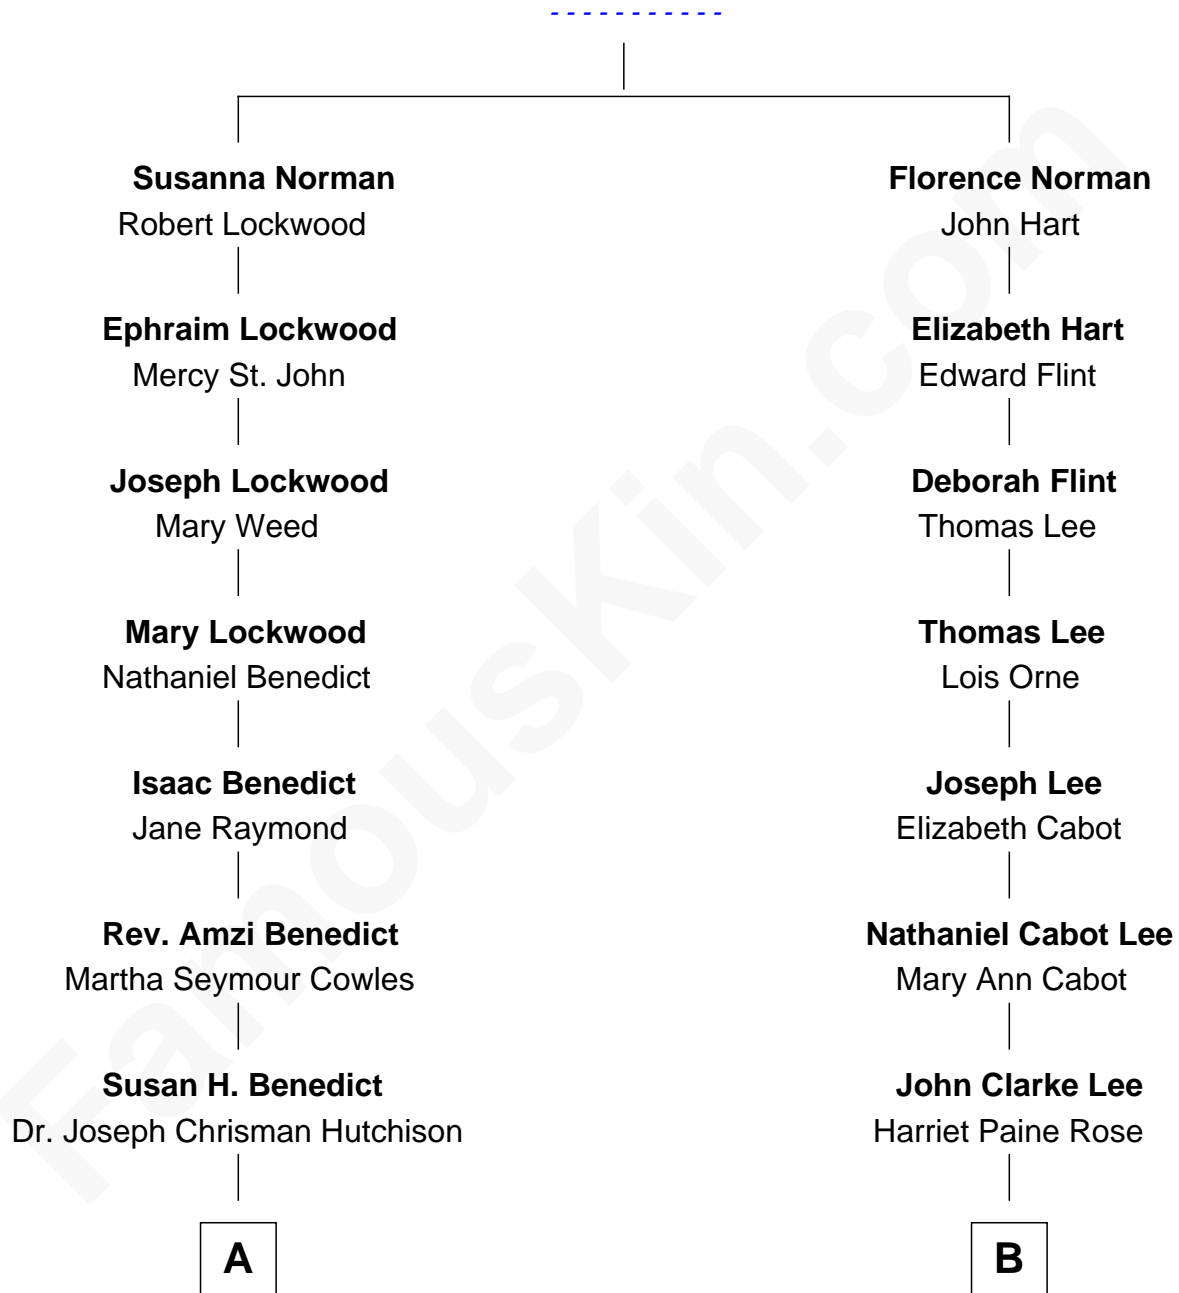 - - - - - - - - - - -
Susanna Norman
Robert Lockwood
Florence Norman
John Hart
Ephraim Lockwood
Mercy St. John
Elizabeth Hart
Edward Flint
Joseph Lockwood
Mary Weed
Deborah Flint
Thomas Lee
Mary Lockwood
Nathaniel Benedict
Thomas Lee
Lois Orne
Isaac Benedict
Jane Raymond
Joseph Lee
Elizabeth Cabot
Rev. Amzi Benedict
Martha Seymour Cowles
Nathaniel Cabot Lee
Mary Ann Cabot
Susan H. Benedict
Dr. Joseph Chrisman Hutchison
John Clarke Lee
Harriet Paine Rose
A
B
FamousKin.com